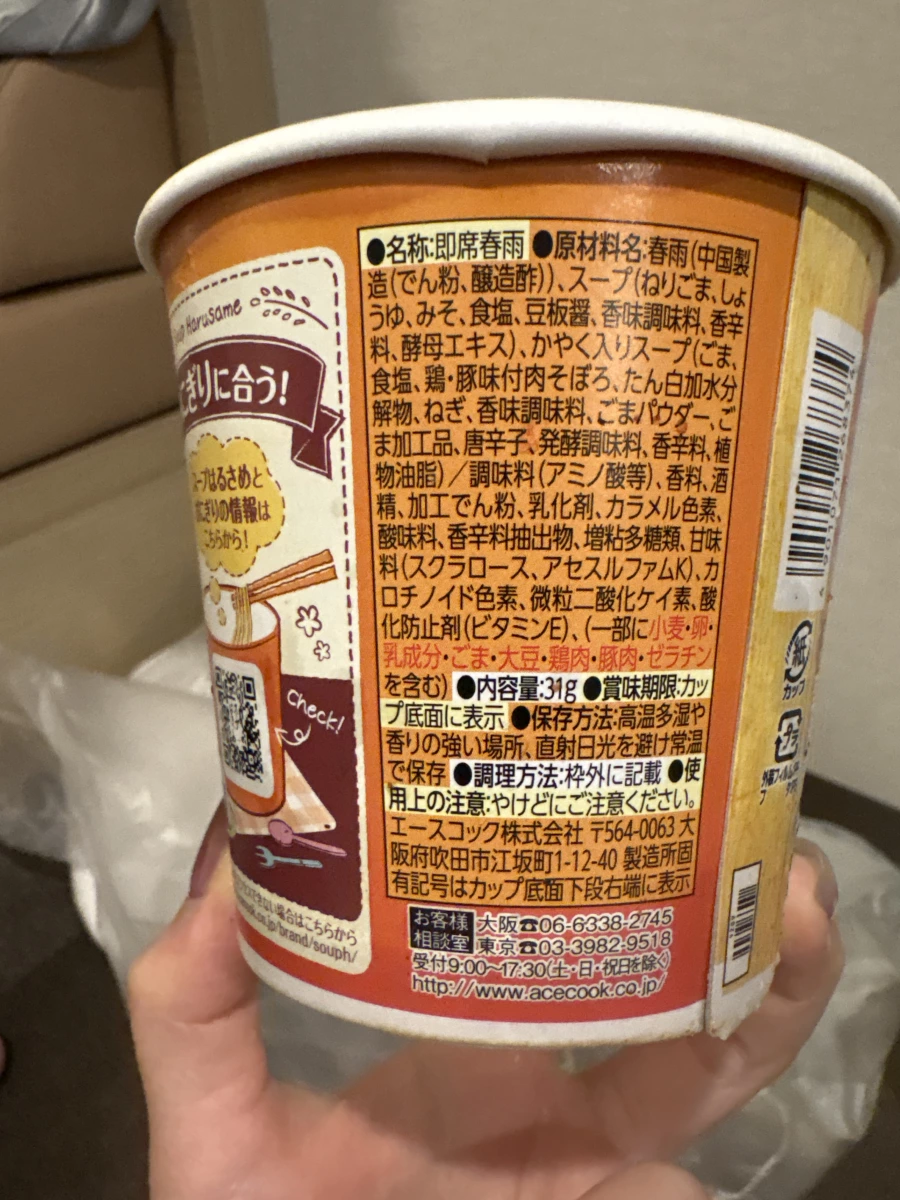 Harusame
ぎりに合う!
スープはるさめと
おにぎりの情報は
こちらから!
Check!
できない場合はこちらから
cook.co.jp/brand/souph/
●名称:即席春雨 ●原材料名:春雨(中国製
造(でん粉、醸造酢))、スープ(ねりごま、しょ
うゆ、みそ、食塩、豆板醤、香味調味料、香辛
料、酵母エキス)、かやく入りスープ(ごま、
食塩、鶏・豚味付肉そぼろ、たん白加水分
解物、ねぎ、香味調味料、ごまパウダー、ご
ま加工品、唐辛子、発酵調味料、香辛料、植
物油脂)/調味料(アミノ酸等)、香料、酒
精、加工でん粉、乳化剤、カラメル色素、
酸味料、香辛料抽出物、増粘多糖類、甘味
料(スクラロース、アセスルファムK)、カ
ロチノイド色素、微粒二酸化ケイ素、酸
化防止剤(ビタミンE)、(一部に小麦・卵・
乳成分・ごま・大豆・鶏肉・豚肉・ゼラチン
を含む) ●内容量:31g ●賞味期限:カッ
プ底面に表示 ●保存方法:高温多湿や
香りの強い場所、直射日光を避け常温
で保存 ●調理方法:枠外に記載 ●使
用上の注意:やけどにご注意ください。
エースコック株式会社 〒564-0063 大
阪府吹田市江坂町1-12-40 製造所固
有記号はカップ底面下段右端に表示
お客様
相談室
大阪☎06-6338-2745
東京☎03-3982-9518
受付9:00〜17:30(土・日・祝日を除く)
http://www.acecook.co.jp/
紙
カップ
プラ